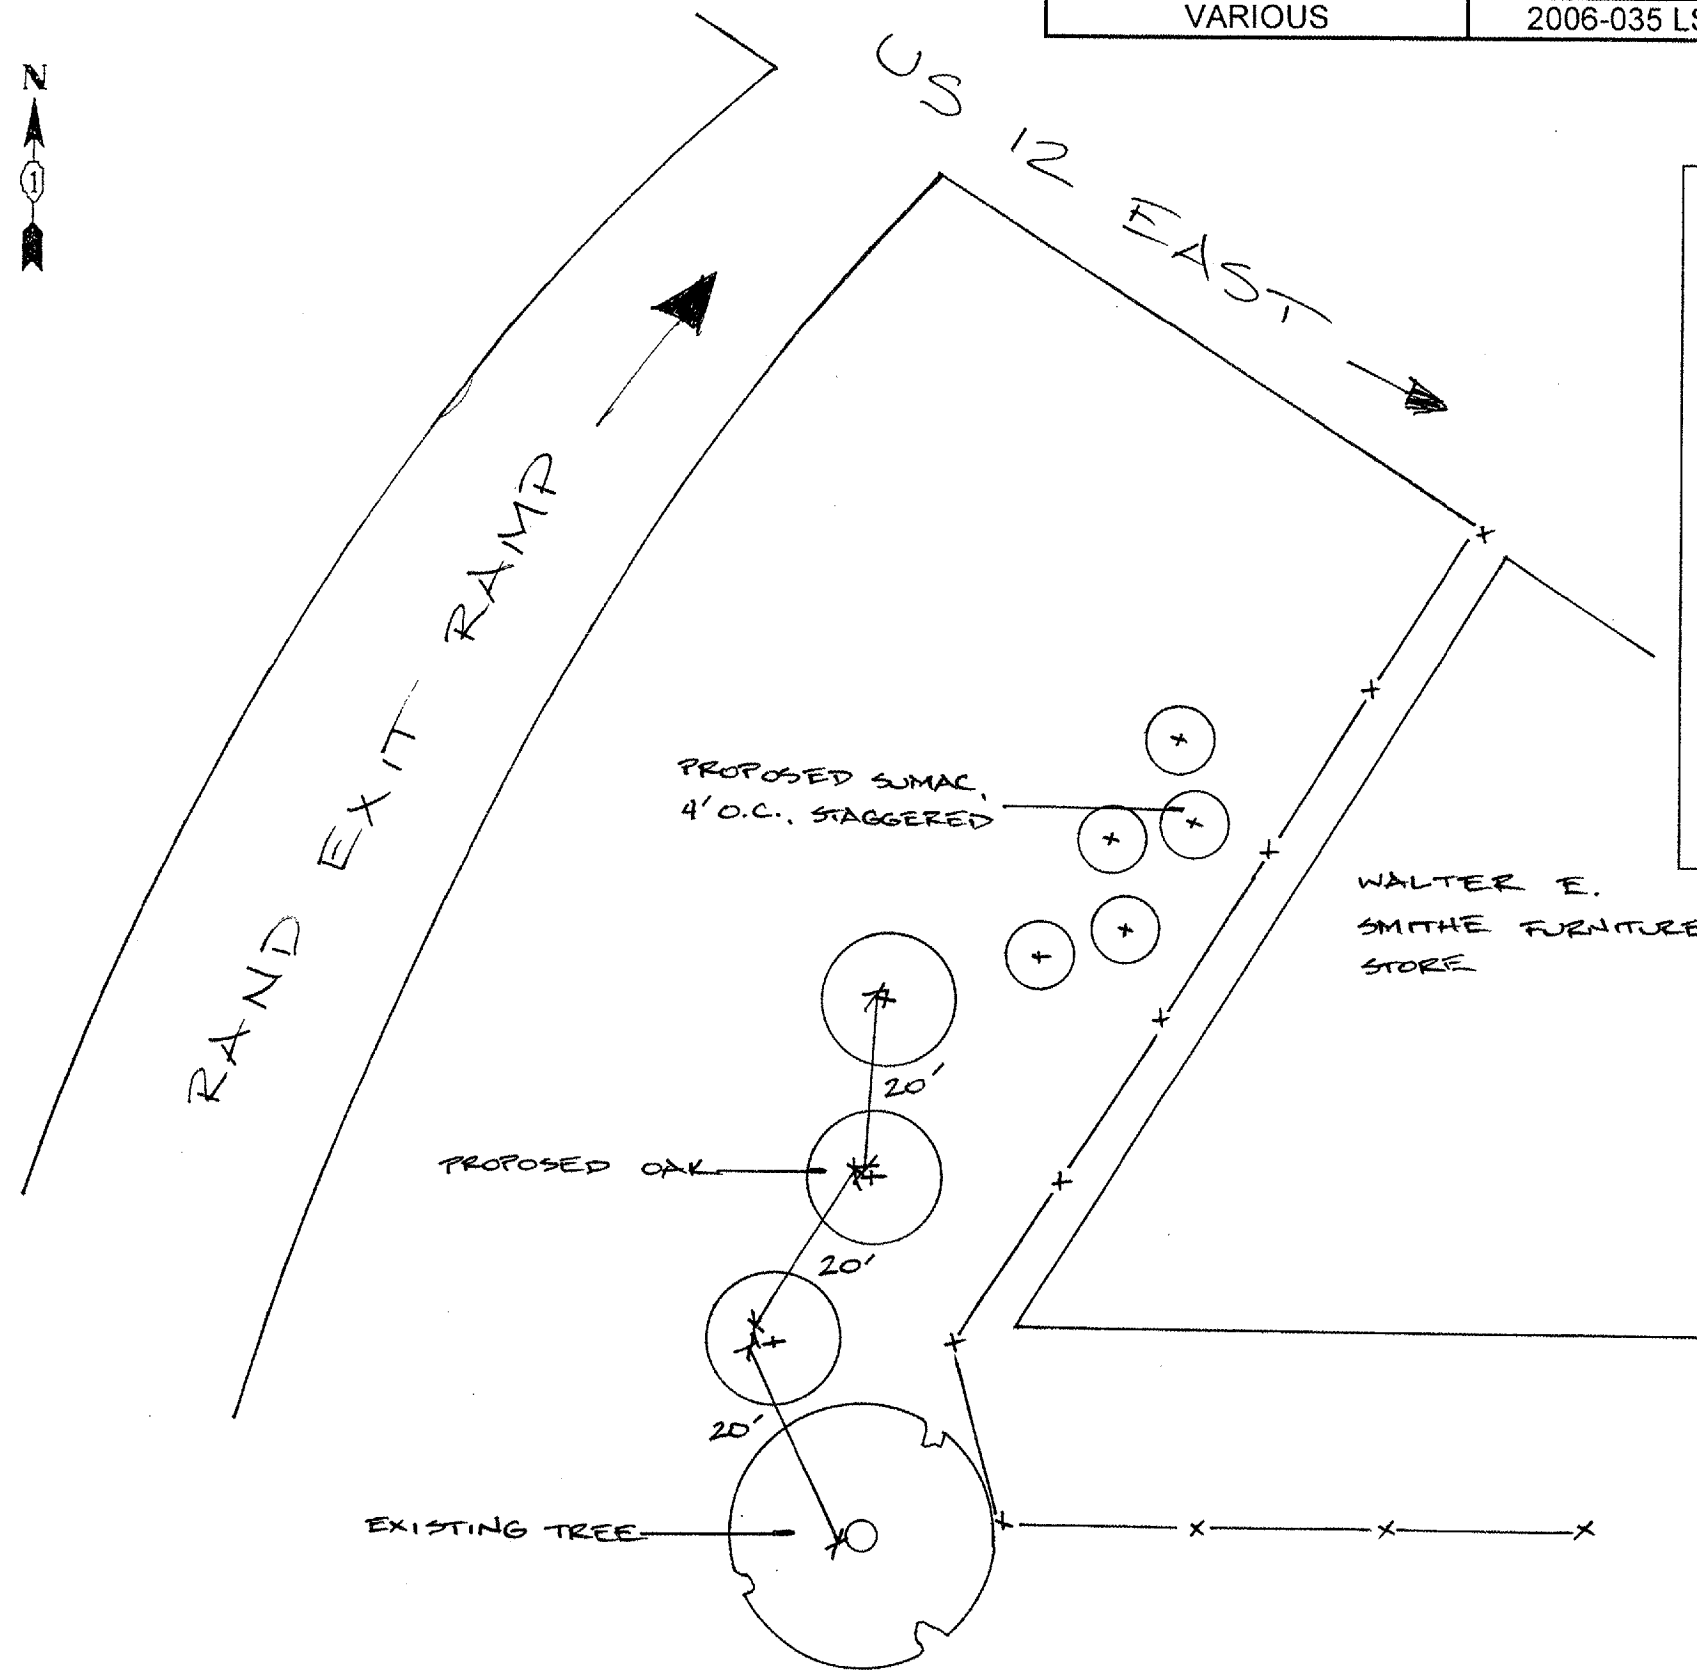 VARIOUS 2006-035 LS
N
1
US 12 EAST
RAND EXIT RAMP
PROPOSED SUMAC,
4' O.C., STAGGERED
WALTER E.
SMITHE FURNITURE
STORE
20'
PROPOSED OAK
20'
20'
EXISTING TREE